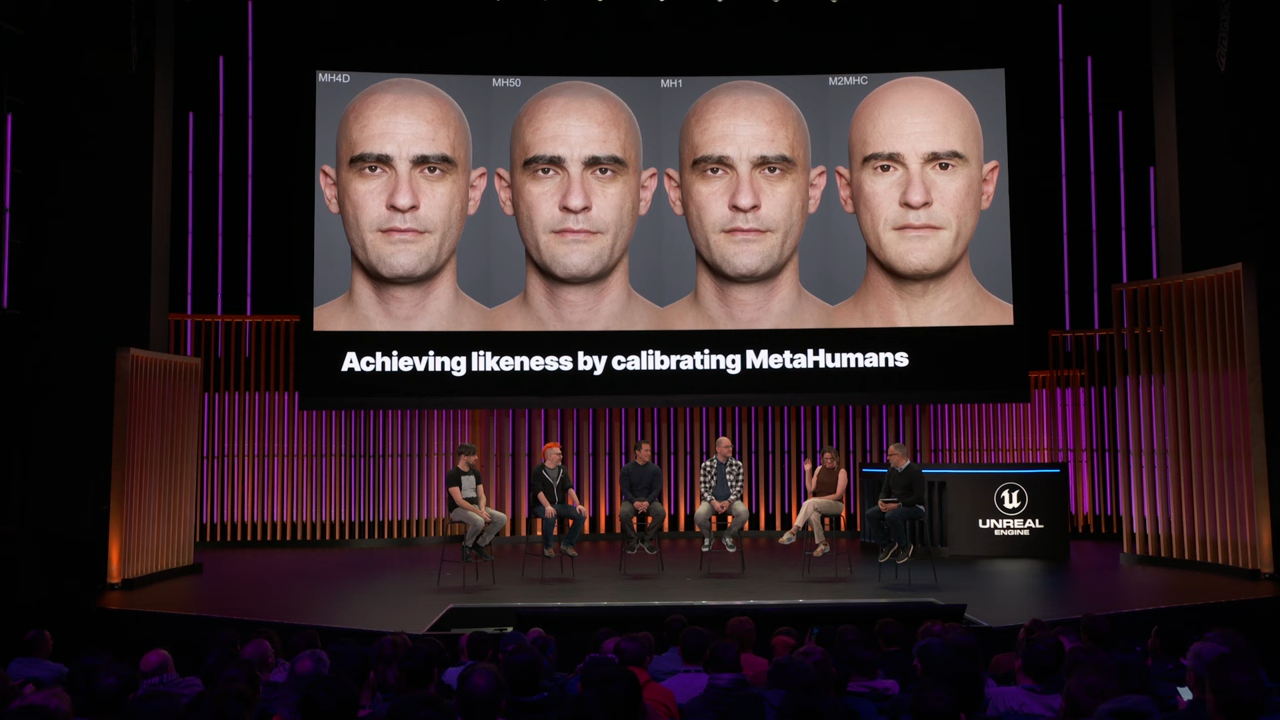 MH4D
MH50
MH1
M2MHC
Achieving likeness by calibrating MetaHumans
UNREAL
ENGINE